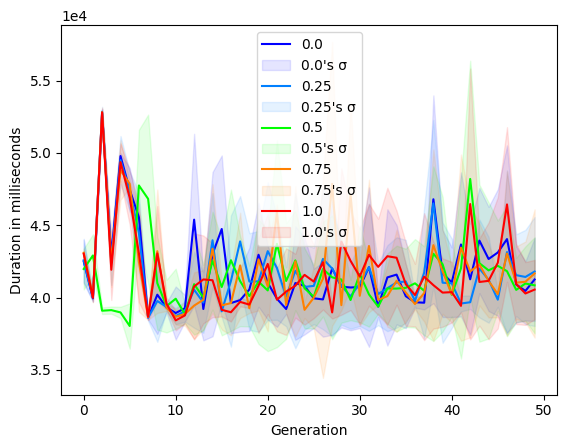 1e4
5.5
5.0
4.5
4.0
3.5
Duration in milliseconds
0.0
0.0's σ
0.25
0.25's σ
0.5
0.5's σ
0.75
0.75's σ
1.0
1.0's σ
0 10 20 30 40 50
Generation